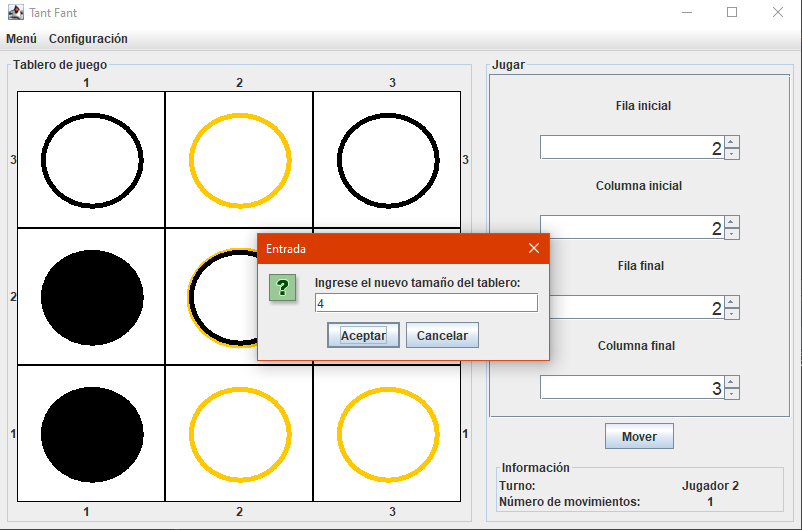 Tant Fant
Menú Configuración
Tablero de juego
1 2 3
3 3
2
1 1
1 2 3
Entrada
?
Ingrese el nuevo tamaño del tablero:
4
Aceptar Cancelar
Jugar
Fila inicial
2
Columna inicial
2
Fila final
2
Columna final
3
Mover
Información
Turno: Jugador 2
Número de movimientos: 1